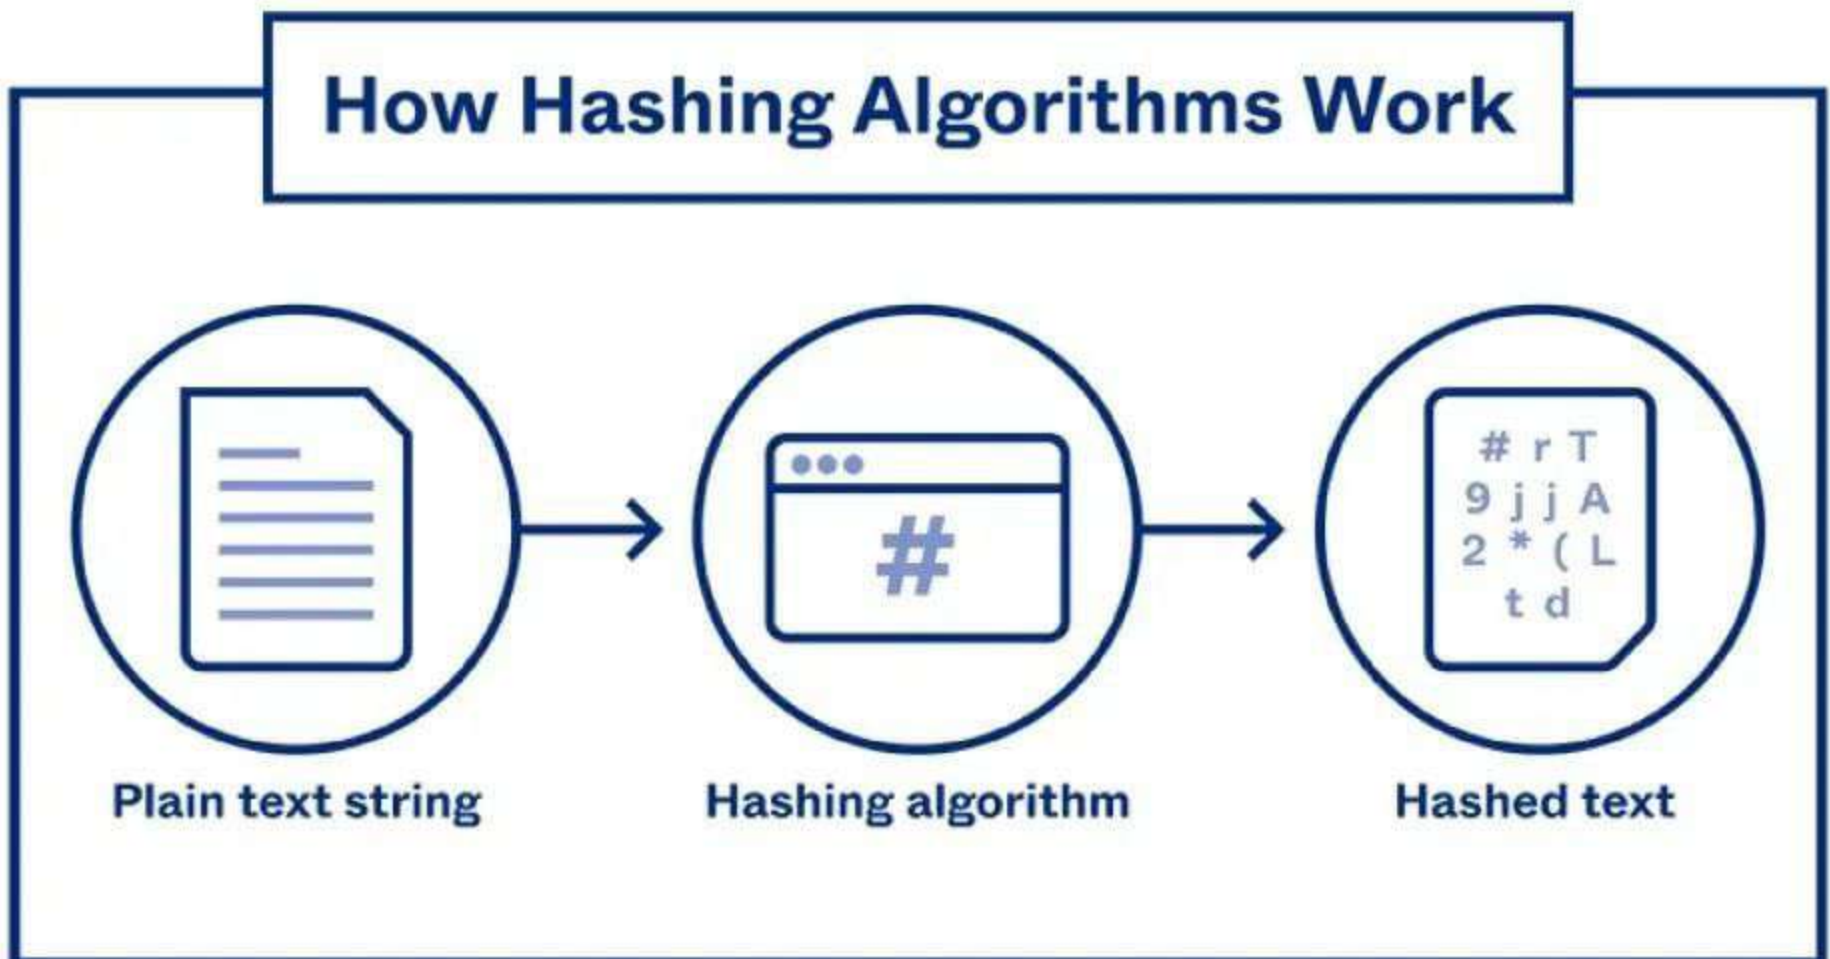 How Hashing Algorithms Work
#
# r T
9 j j A
2 * ( L
t d
Plain text string
Hashing algorithm
Hashed text